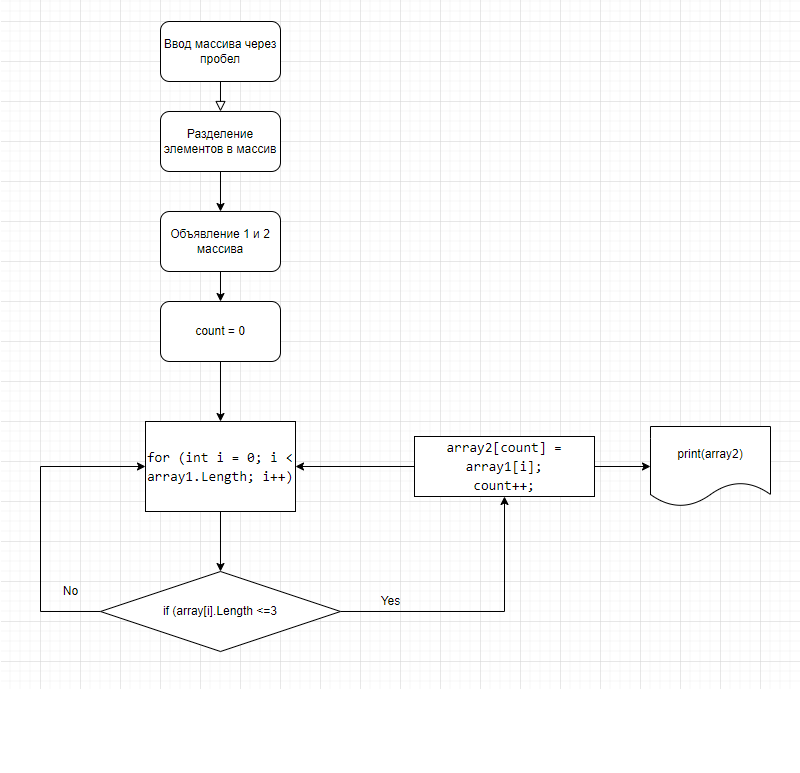 Ввод массива через
пробел
Разделение
элементов в массив
Объявление 1 и 2
массива
count = 0
for (int i = 0; i <
array1.Length; i++)
array2[count] =
array1[i];
count++;
print(array2)
No
Yes
if (array[i].Length <=3